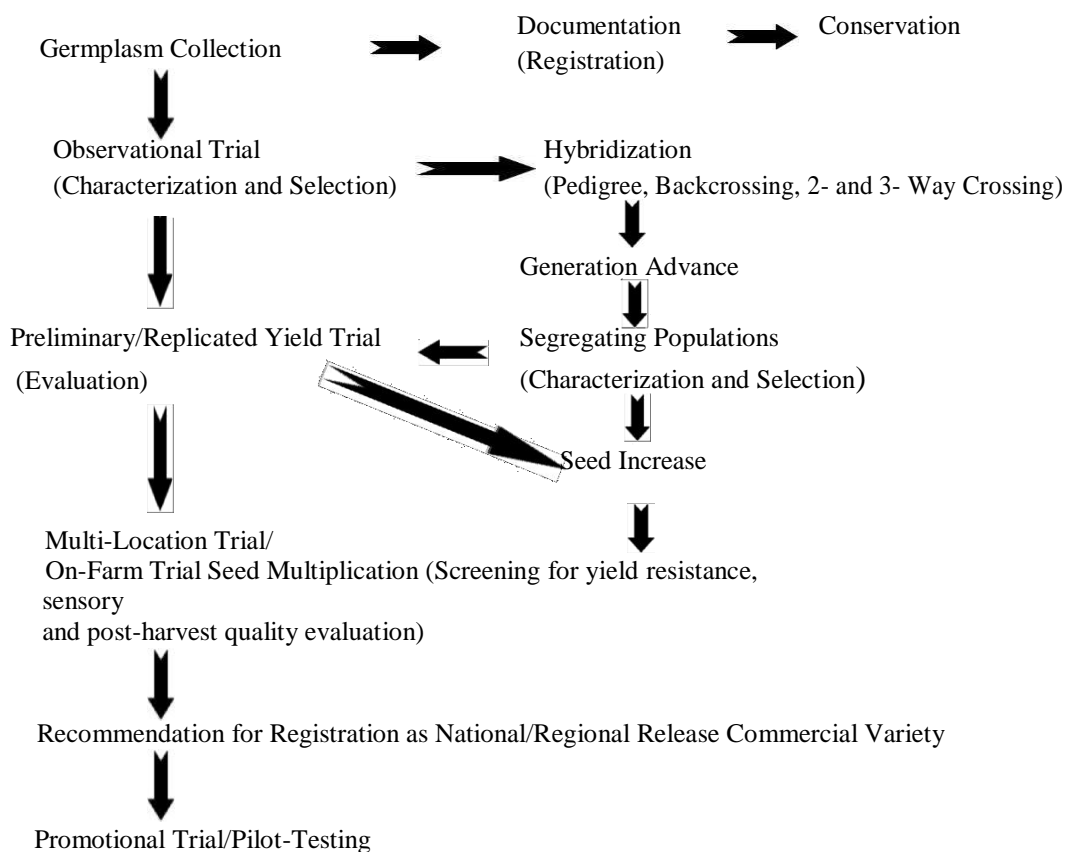 Germplasm Collection
Documentation
(Registration)
Conservation
Observational Trial
(Characterization and Selection)
Hybridization
(Pedigree, Backcrossing, 2- and 3- Way Crossing)
Generation Advance
Preliminary/Replicated Yield Trial
(Evaluation)
Segregating Populations
(Characterization and Selection)
Seed Increase
Multi-Location Trial/
On-Farm Trial Seed Multiplication (Screening for yield resistance,
sensory
and post-harvest quality evaluation)
Recommendation for Registration as National/Regional Release Commercial Variety
Promotional Trial/Pilot-Testing